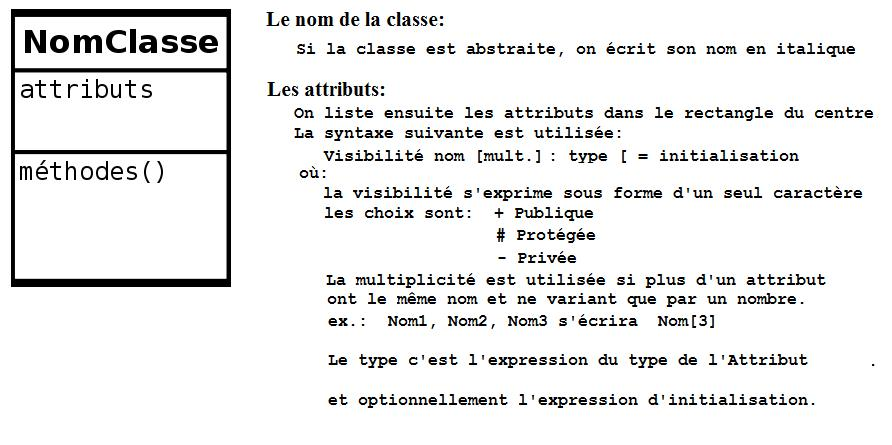 NomClasse
attributs
méthodes()
Le nom de la classe:
Si la classe est abstraite, on écrit son nom en italique
Les attributs:
On liste ensuite les attributs dans le rectangle du centre
La syntaxe suivante est utilisée:
Visibilité nom [mult.] : type [ = initialisation
où:
la visibilité s'exprime sous forme d'un seul caractère
les choix sont: + Publique
# Protégée
- Privée
La multiplicité est utilisée si plus d'un attribut
ont le même nom et ne variant que par un nombre.
ex.: Nom1, Nom2, Nom3 s'écrira Nom[3]
Le type c'est l'expression du type de l'Attribut .
et optionnellement l'expression d'initialisation.